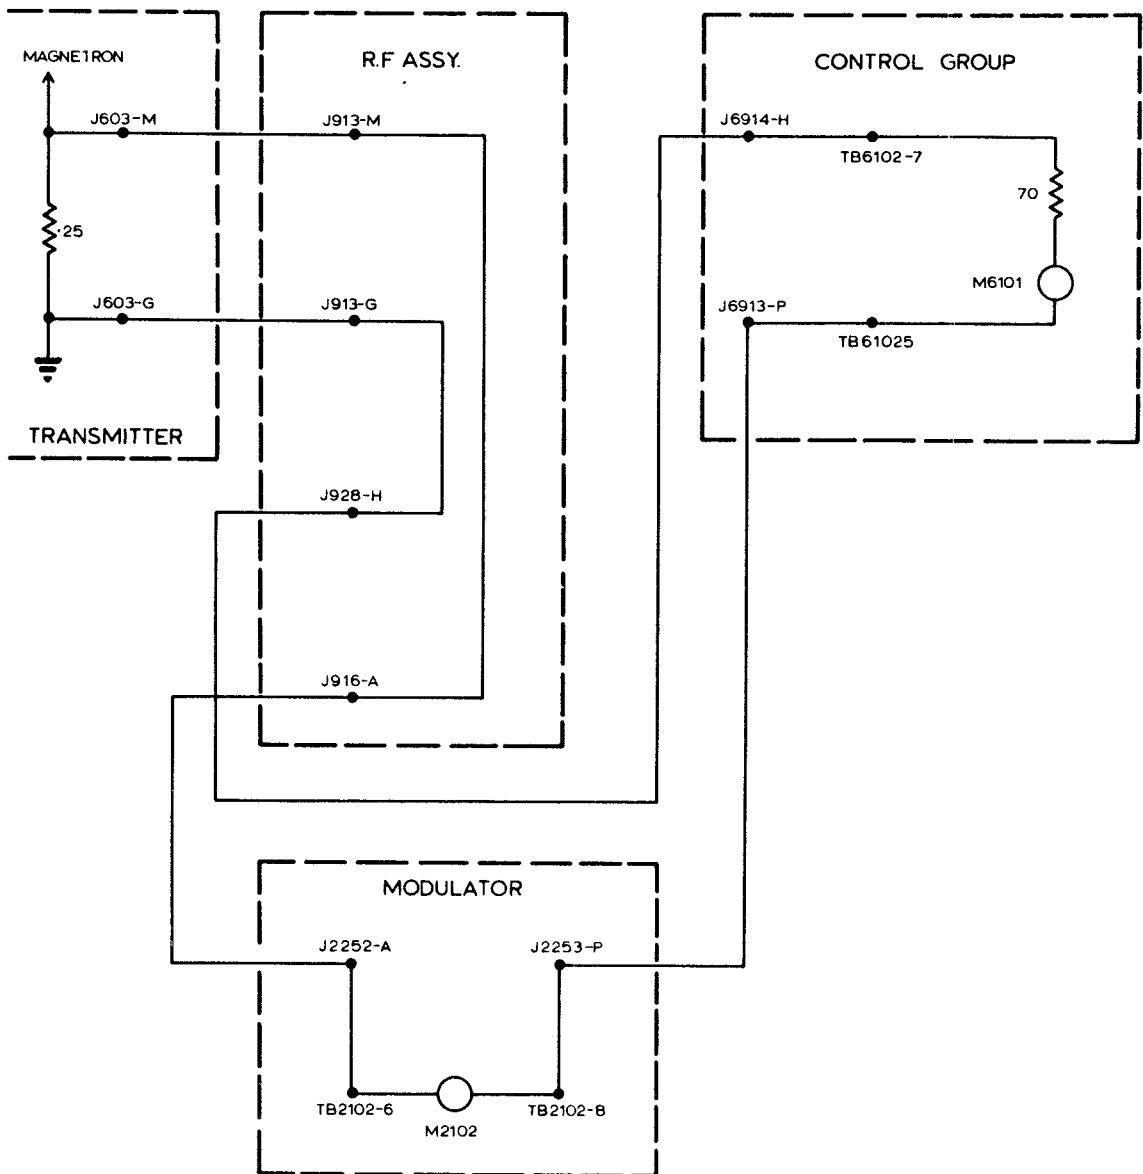 MAGNETRON
R.F ASSY.
CONTROL GROUP
J603-M
J913-M
J6914-H
TB6102-7
.25
70
M6101
J603-G
J913-G
J6913-P
TB61025
TRANSMITTER
J928-H
J916-A
MODULATOR
J2252-A
J2253-P
TB2102-6
TB2102-8
M2102